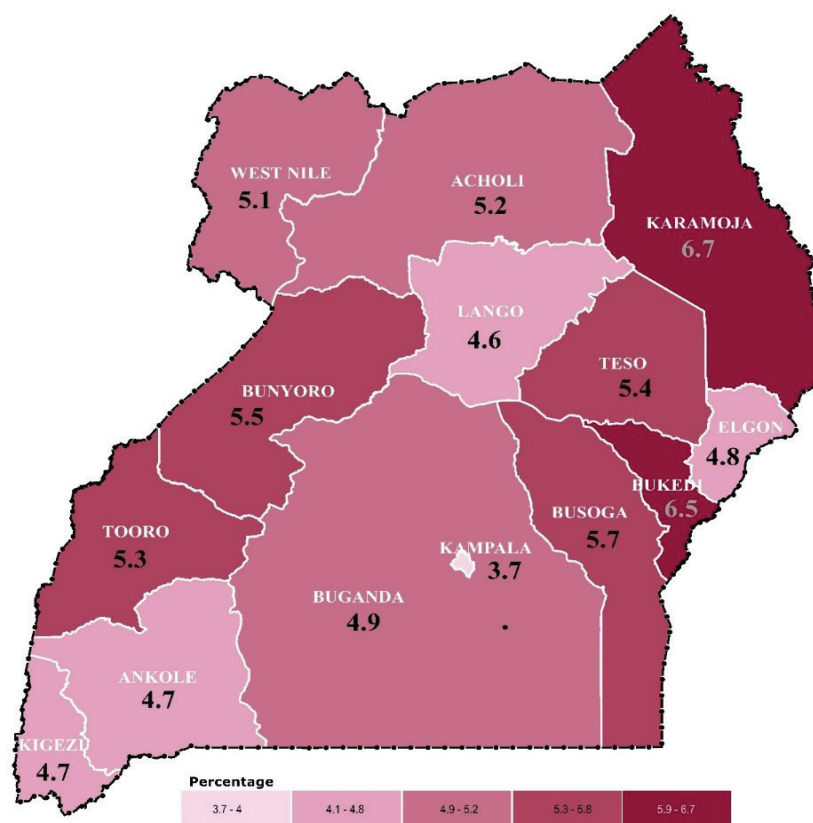 WEST NILE
5.1
ACHOLI
5.2
KARAMOJA
6.7
LANGO
4.6
TESO
5.4
BUNYORO
5.5
ELGON
4.8
BUKEDI
6.5
BUSOGA
5.7
TOORO
5.3
KAMPALA
3.7
BUGANDA
4.9
ANKOLE
4.7
KIGEZI
4.7
Percentage
3.7 - 4
4.1 - 4.8
4.9 - 5.2
5.3 - 5.8
5.9 - 6.7